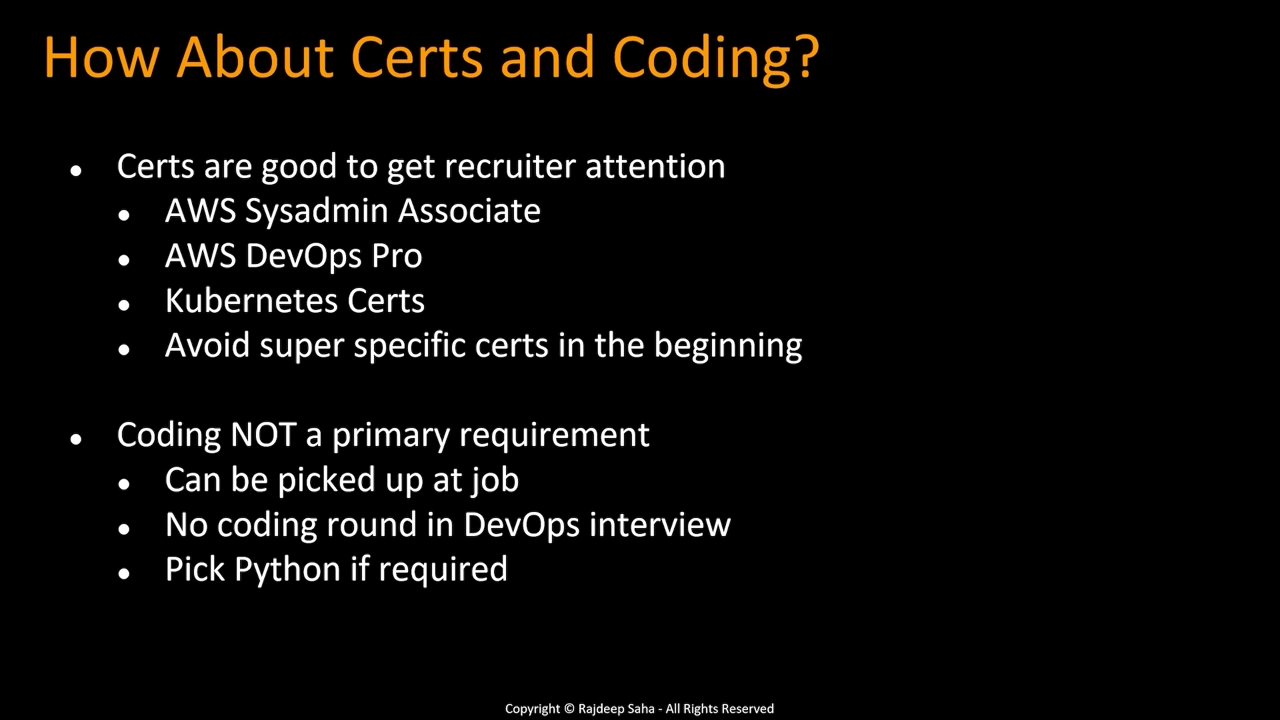 How About Certs and Coding?
● Certs are good to get recruiter attention
● AWS Sysadmin Associate
● AWS DevOps Pro
● Kubernetes Certs
● Avoid super specific certs in the beginning
● Coding NOT a primary requirement
● Can be picked up at job
● No coding round in DevOps interview
● Pick Python if required
Copyright © Rajdeep Saha - All Rights Reserved